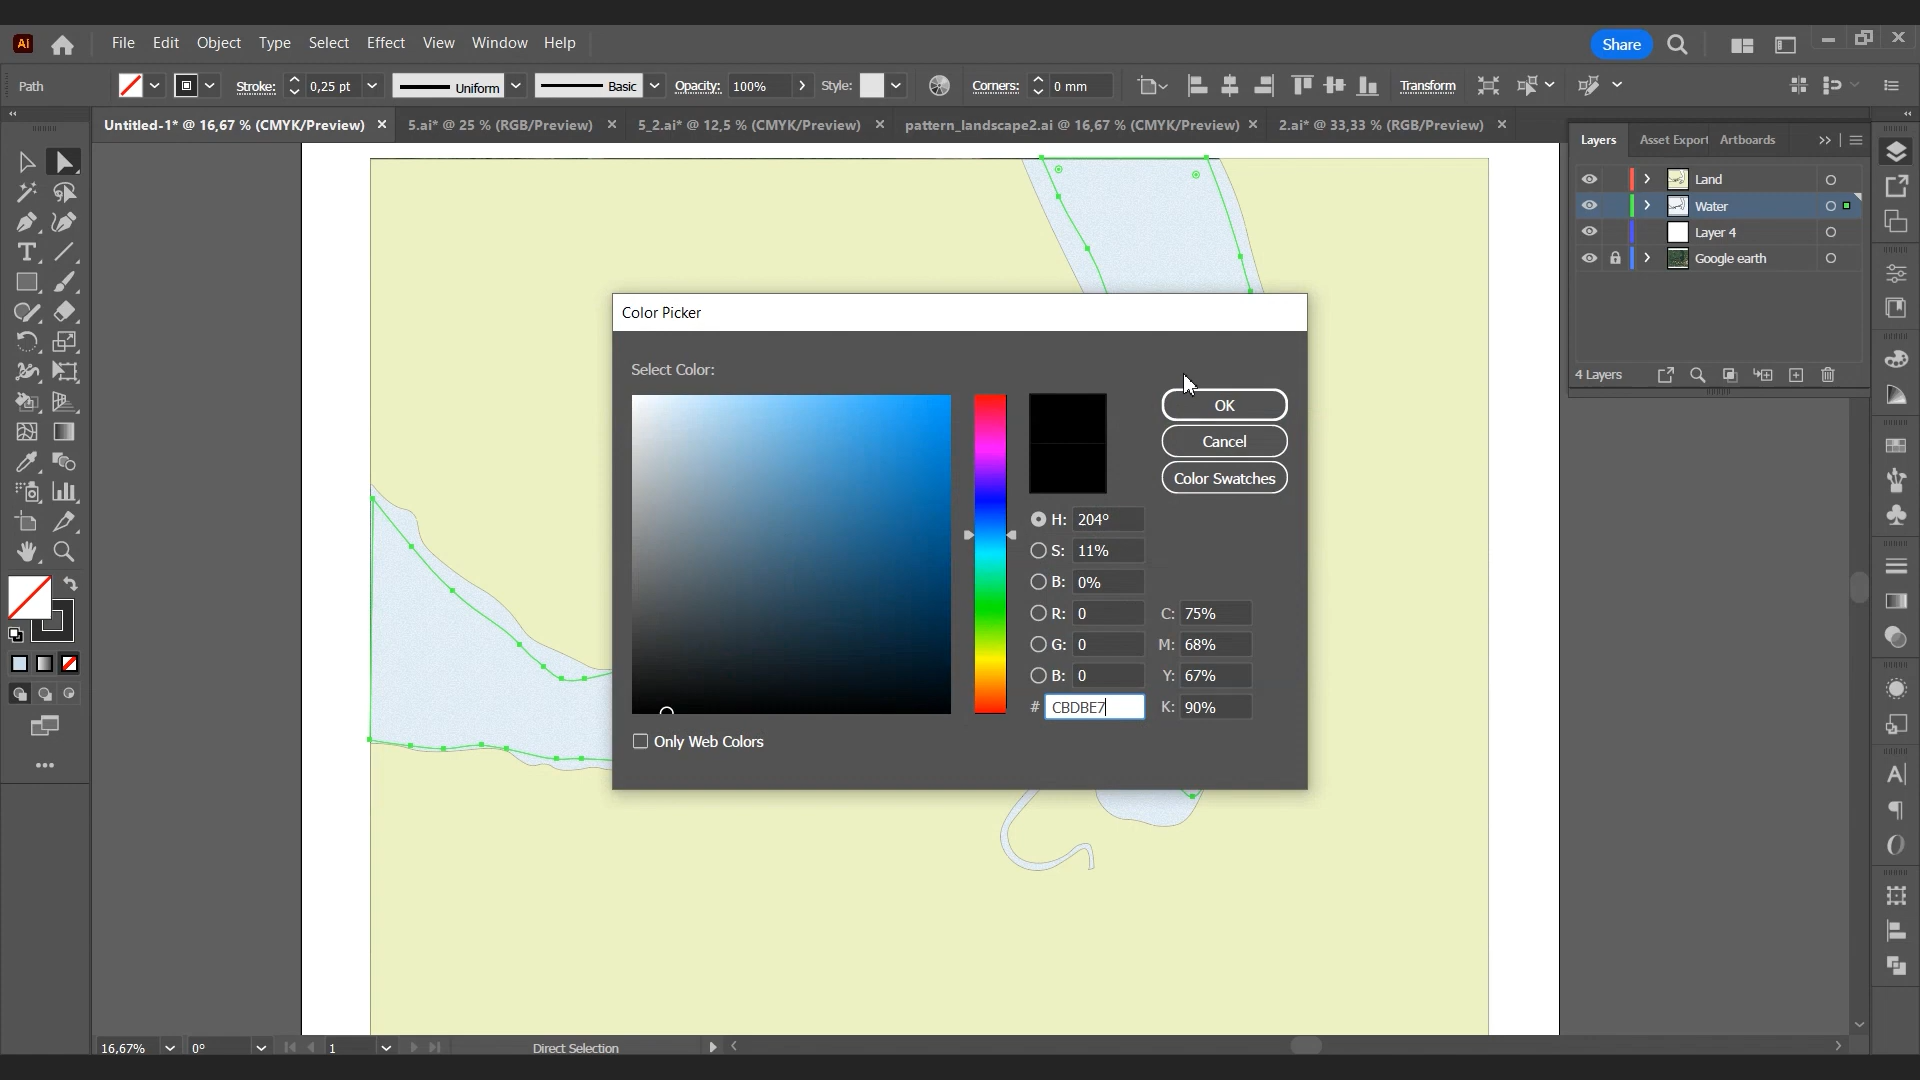 Ai File Edit Object Type Select Effect View Window Help Share
Path Stroke: 0,25 pt Uniform Basic Opacity: 100% Style: Corners: 0 mm Transform
Untitled-1* @ 16,67 % (CMYK/Preview) 5.ai* @ 25 % (RGB/Preview) 5_2.ai* @ 12,5 % (CMYK/Preview) pattern_landscape2.ai @ 16,67 % (CMYK/Preview) 2.ai* @ 33,33 % (RGB/Preview)
Layers Asset Export Artboards
Land
Water
Layer 4
Google earth
4 Layers
Color Picker
Select Color:
OK
Cancel
Color Swatches
H: 204°
S: 11%
B: 0%
R: 0 C: 75%
G: 0 M: 68%
B: 0 Y: 67%
# CBDBE7 K: 90%
Only Web Colors
16,67% 0° 1 Direct Selection